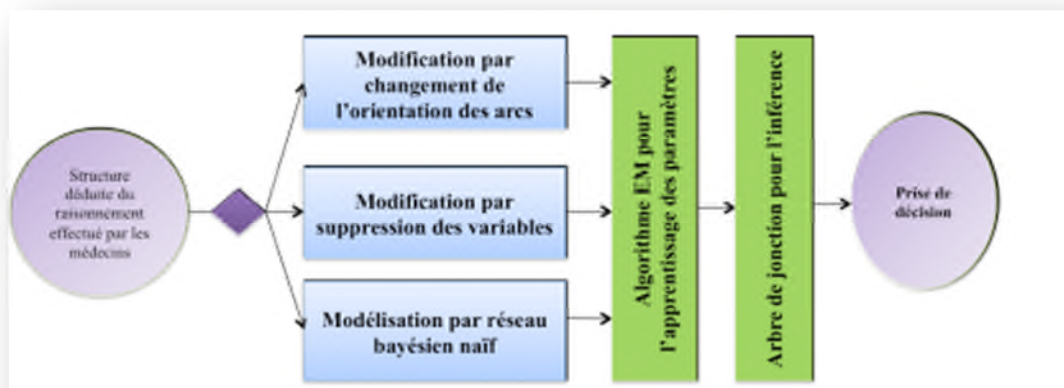 Structure
déduite du
raisonnement
effectué par les
médecins
Modification par
changement de
l'orientation des arcs
Modification par
suppression des variables
Modélisation par réseau
bayésien naïf
Algorithme EM pour
l'apprentissage des paramètres
Arbre de jonction pour l'inférence
Prise de
décision